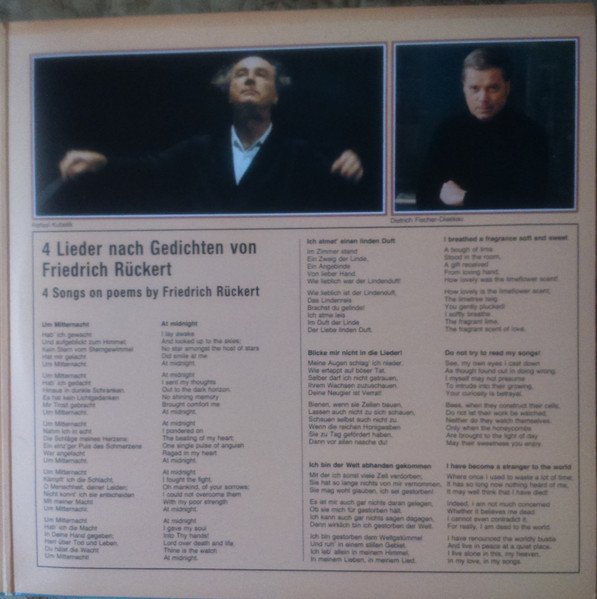 Rafael Kubelik
Dietrich Fischer-Dieskau
4 Lieder nach Gedichten von
Friedrich Rückert
4 Songs on poems by Friedrich Rückert
Um Mitternacht
Hab' ich gewacht
Und aufgeblickt zum Himmel;
Kein Stern vom Sterngewimmel
Hat mir gelacht
Um Mitternacht.
Um Mitternacht
Hab' ich gedacht
Hinaus in dunkle Schranken.
Es hat kein Lichtgedanken
Mir Trost gebracht
Um Mitternacht.
Um Mitternacht
Nahm ich in acht
Die Schläge meines Herzens;
Ein einz'ger Puls des Schmerzens
War angefacht
Um Mitternacht.
Um Mitternacht
Kämpft' ich die Schlacht,
O Menschheit, deiner Leiden;
Nicht konnt' ich sie entscheiden
Mit meiner Macht
Um Mitternacht.
Um Mitternacht
Hab' ich die Macht
In Deine Hand gegeben:
Herr über Tod und Leben,
Du hältst die Wacht
Um Mitternacht.
At midnight
I lay awake
And looked up to the skies;
No star amongst the host of stars
Did smile at me
At midnight.
At midnight
I sent my thoughts
Out to the dark horizon.
No shining memory
Brought comfort me
At midnight.
At midnight
I pondered on
The beating of my heart:
One single pulse of anguish
Raged in my heart
At midnight.
At midnight
I fought the fight,
Oh mankind, of your sorrows;
I could not overcome them
With my poor strength
At midnight.
At midnight
I gave my soul
Into Thy hands!
Lord over death and life,
Thine is the watch
At midnight.
Ich atmet' einen linden Duft
Im Zimmer stand
Ein Zweig der Linde,
Ein Angebinde
Von lieber Hand.
Wie lieblich war der Lindenduft!
Wie lieblich ist der Lindenduft,
Das Lindenreis
Brachst du gelinde!
Ich atme leis
Im Duft der Linde
Der Liebe linden Duft.
I breathed a fragrance soft and sweet
A bough of lime
Stood in the room,
A gift received
From loving hand.
How lovely was the limeflower scent!
How lovely is the limeflower scent,
The limetree twig
You gently plucked!
I softly breathe
The fragrant lime,
The fragrant scent of love.
Blicke mir nicht in die Lieder!
Meine Augen schlag' ich nieder,
Wie ertappt auf böser Tat.
Selber darf ich nicht getrauen,
Ihrem Wachsen zuzuschauen.
Deine Neugier ist Verrat!
Bienen, wenn sie Zellen bauen,
Lassen auch nicht zu sich schauen,
Schauen selbst auch nicht zu.
Wenn die reichen Honigwaben
Sie zu Tag gefördert haben,
Dann vor allen nasche du!
Do not try to read my songs!
See, my own eyes I cast down
As though found out in doing wrong.
I myself may not presume
To intrude into their growing,
Your curiosity is betrayal.
Bees, when they construct their cells,
Do not let their work be watched,
Neither do they watch themselves.
Only when the honeycombs
Are brought to the light of day
May their sweetness you enjoy.
Ich bin der Welt abhanden gekommen
Mit der ich sonst viele Zeit verdorben;
Sie hat so lange nichts von mir vernommen,
Sie mag wohl glauben, ich sei gestorben!
Es ist mir auch gar nichts daran gelegen,
Ob sie mich für gestorben hält.
Ich kann auch gar nichts sagen dagegen,
Denn wirklich bin ich gestorben der Welt.
Ich bin gestorben dem Weltgetümmel
Und ruh' in einem stillen Gebiet.
Ich leb' allein in meinem Himmel,
In meinem Lieben, in meinem Lied.
I have become a stranger to the world
Where once I used to waste a lot of time;
It has so long now nothing heard of me,
It may well think that I have died!
Indeed, I am not much concerned
Whether it believes me dead
I cannot even contradict it,
For really, I am dead to the world.
I have renounced the worldly bustle
And live in peace at a quiet place.
I live alone in this, my heaven,
In my love, in my songs.